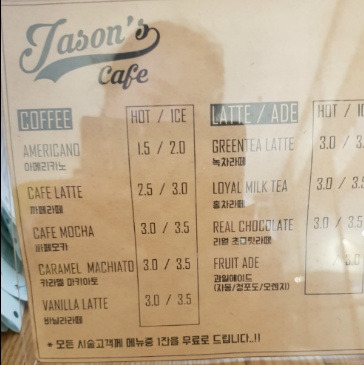 Jason's
Cafe
COFFEE HOT / ICE
AMERICANO 1.5 / 2.0
아메리카노
CAFE LATTE 2.5 / 3.0
까페라떼
CAFE MOCHA 3.0 / 3.5
까페모카
CARAMEL MACHIATO 3.0 / 3.5
카라멜 마키아토
VANILLA LATTE 3.0 / 3.5
바닐라라떼
LATTE / ADE HOT /
GREENTEA LATTE 3.0 /
녹차라떼
LOYAL MILK TEA 3.0 /
홍차라떼
REAL CHOCOLATE 3.0 / 3.5
리얼 초콜릿라떼
FRUIT ADE
과일에이드
(자몽/청포도/오렌지)
* 모든 시술고객께 메뉴중 1잔을 무료로 드립니다..!!